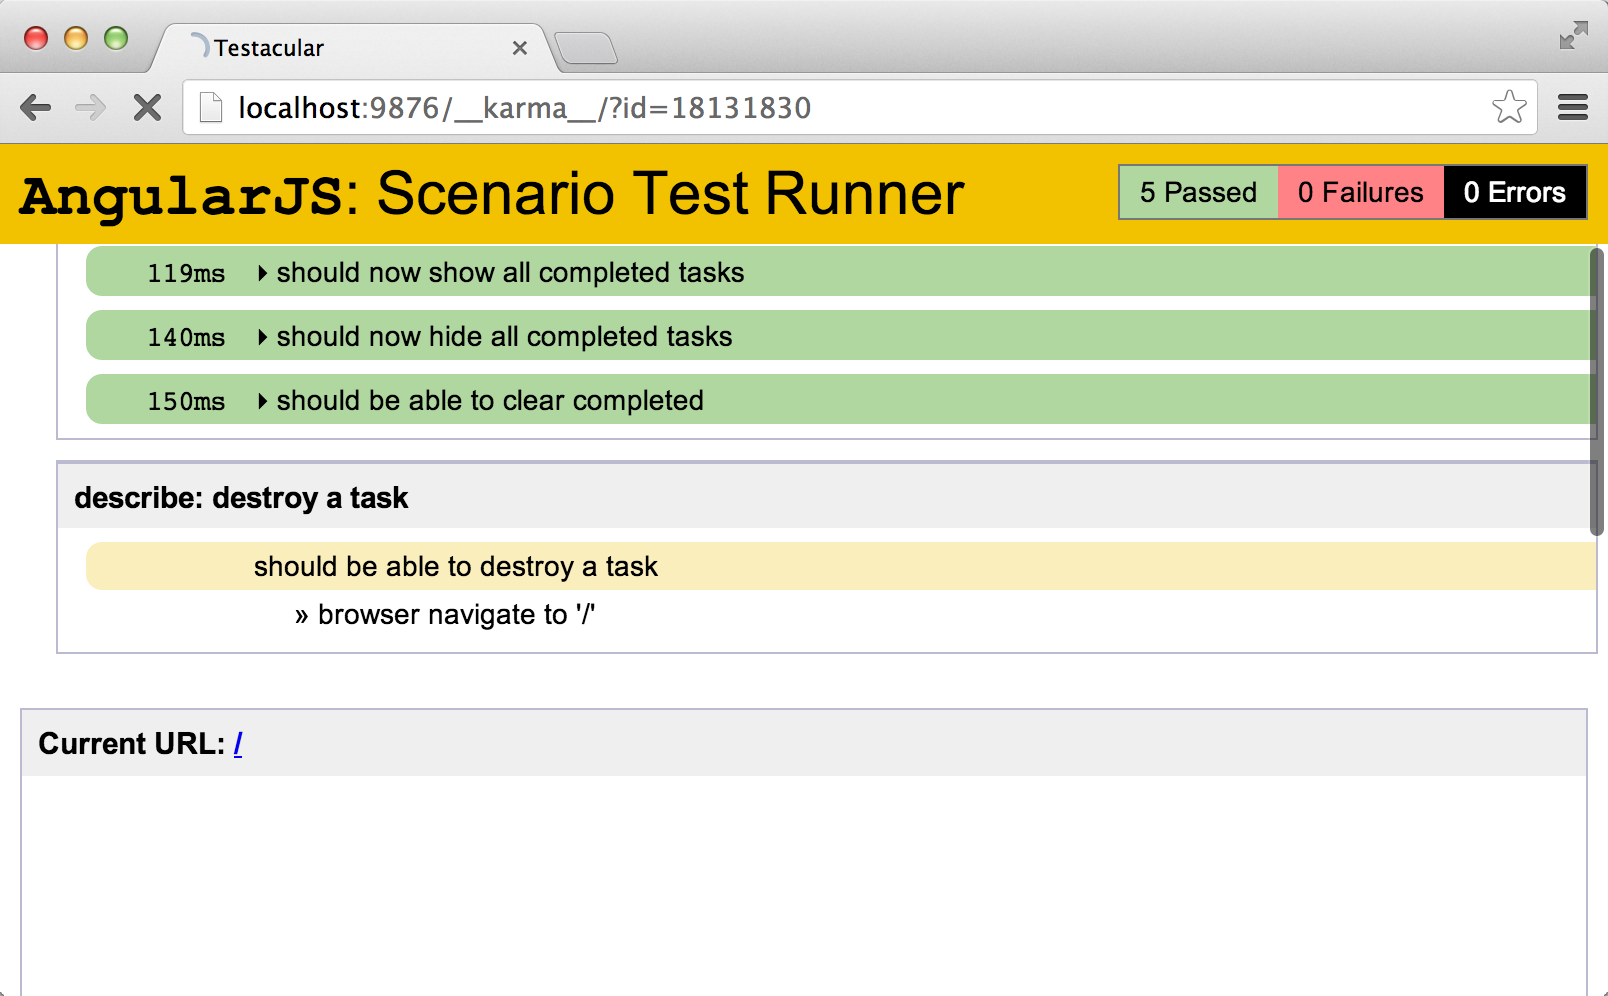 Testacular
localhost:9876/__karma__/?id=18131830
AngularJS: Scenario Test Runner
5 Passed 0 Failures 0 Errors
119ms should now show all completed tasks
140ms should now hide all completed tasks
150ms should be able to clear completed
describe: destroy a task
should be able to destroy a task
» browser navigate to '/'
Current URL: /